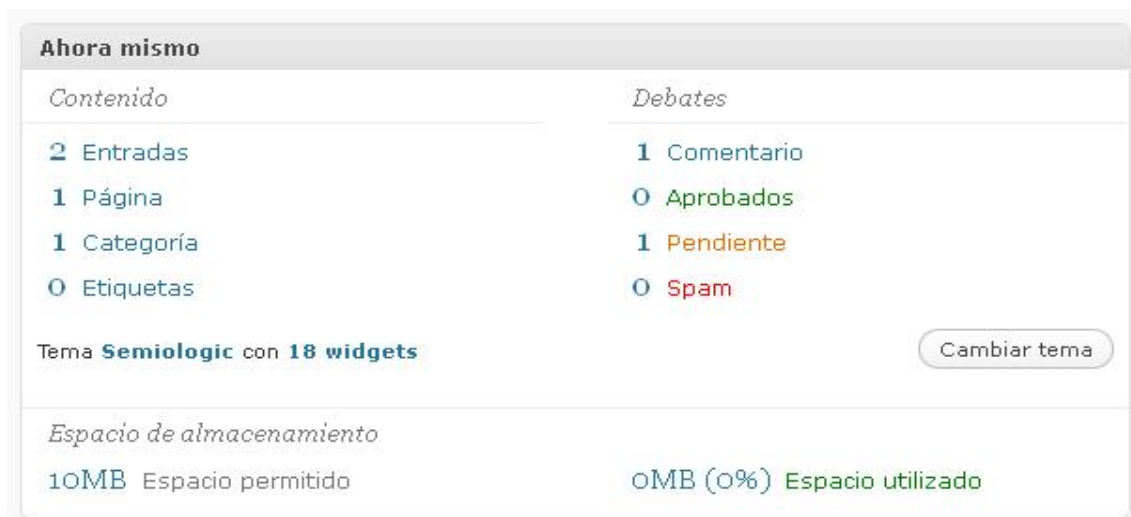 Ahora mismo
Contenido
Debates
2 Entradas
1 Comentario
1 Página
0 Aprobados
1 Categoría
1 Pendiente
0 Etiquetas
0 Spam
Tema Semiologic con 18 widgets
Cambiar tema
Espacio de almacenamiento
10MB Espacio permitido
0MB (0%) Espacio utilizado